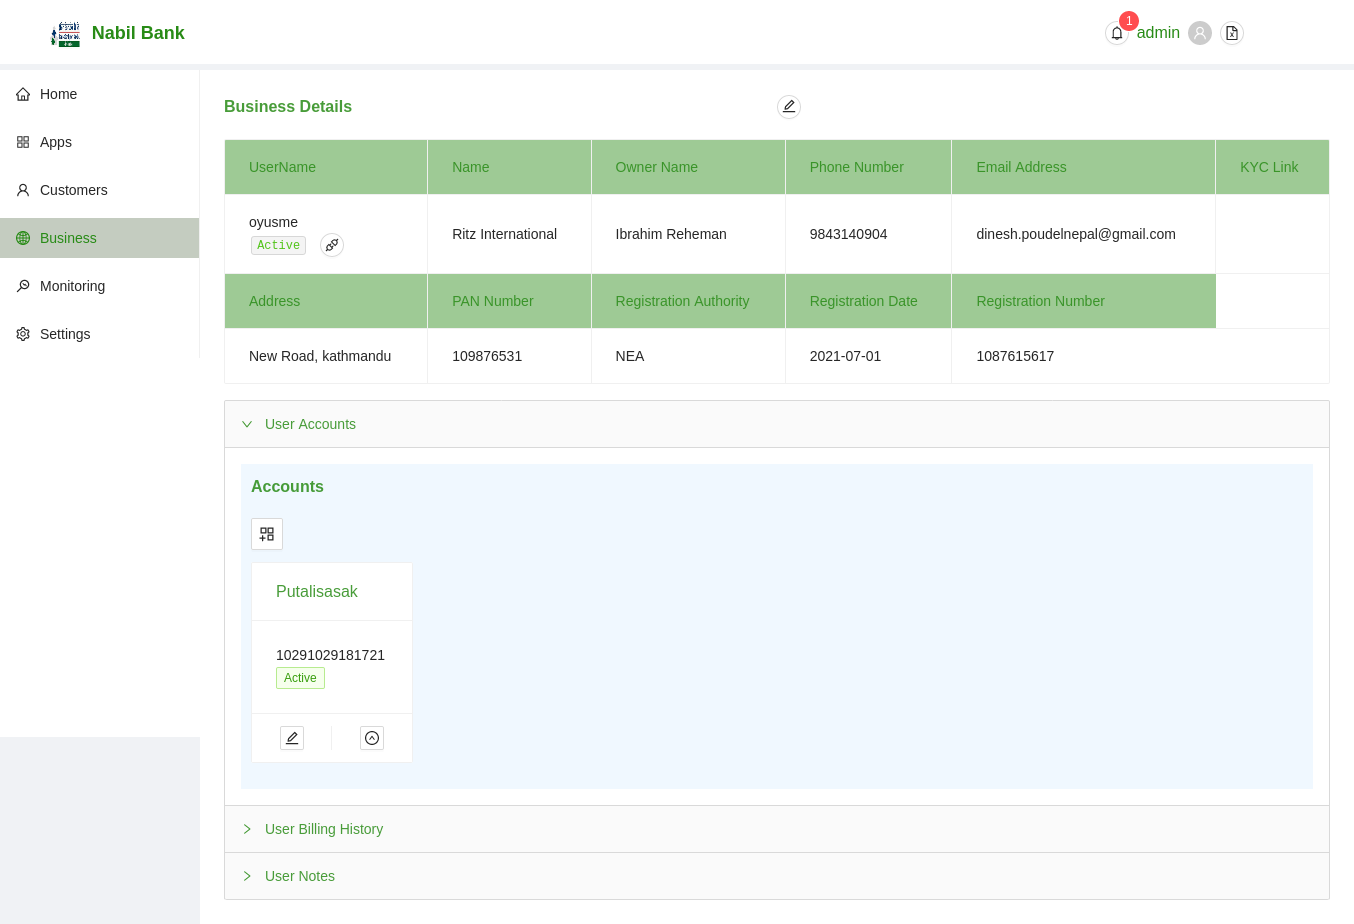 Nabil Bank
1
admin
Home
Apps
Customers
Business
Monitoring
Settings
Business Details
UserName Name Owner Name Phone Number Email Address KYC Link
oyusme
Active
Ritz International Ibrahim Reheman 9843140904 dinesh.poudelnepal@gmail.com
Address PAN Number Registration Authority Registration Date Registration Number
New Road, kathmandu 109876531 NEA 2021-07-01 1087615617
User Accounts
Accounts
Putalisasak
10291029181721
Active
User Billing History
User Notes